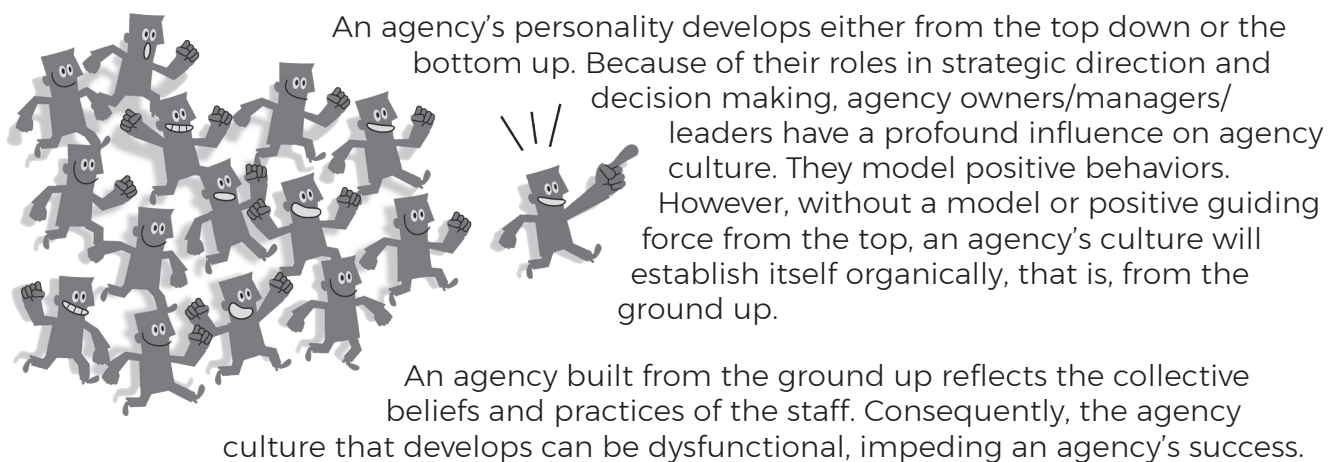 An agency’s personality develops either from the top down or the
bottom up. Because of their roles in strategic direction and
decision making, agency owners/managers/
leaders have a profound influence on agency
culture. They model positive behaviors.
However, without a model or positive guiding
force from the top, an agency’s culture will
establish itself organically, that is, from the
ground up.
An agency built from the ground up reflects the collective
beliefs and practices of the staff. Consequently, the agency
culture that develops can be dysfunctional, impeding an agency’s success.